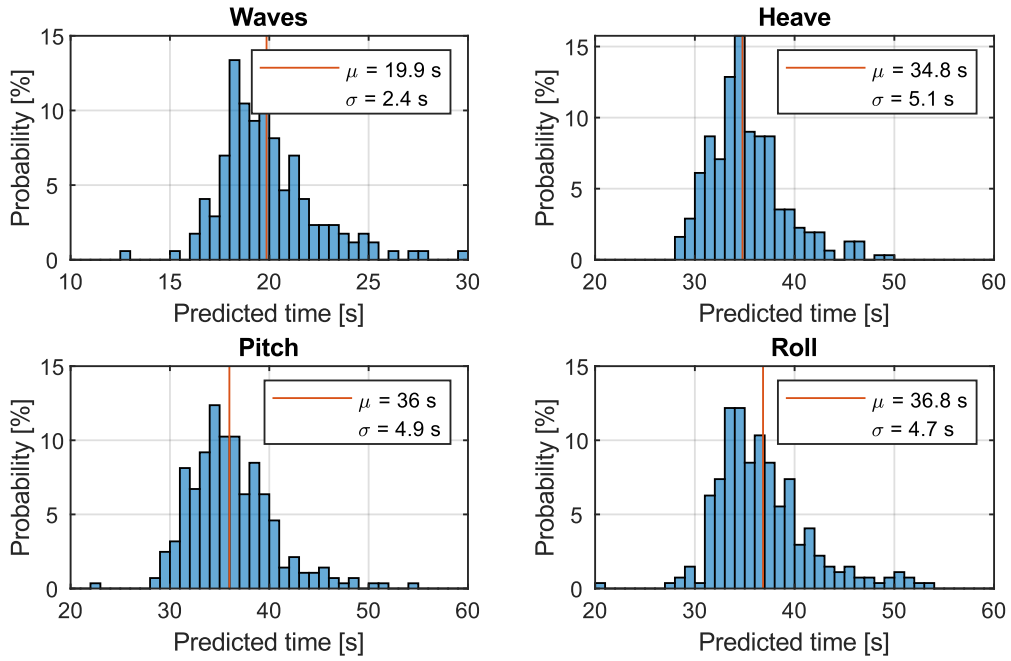 Waves
Probability [%]
15
10
5
0
μ = 19.9 s
σ = 2.4 s
10
15
20
25
30
Predicted time [s]
Heave
Probability [%]
15
10
5
0
μ = 34.8 s
σ = 5.1 s
20
30
40
50
60
Predicted time [s]
Pitch
Probability [%]
15
10
5
0
μ = 36 s
σ = 4.9 s
20
30
40
50
60
Predicted time [s]
Roll
Probability [%]
15
10
5
0
μ = 36.8 s
σ = 4.7 s
20
30
40
50
60
Predicted time [s]